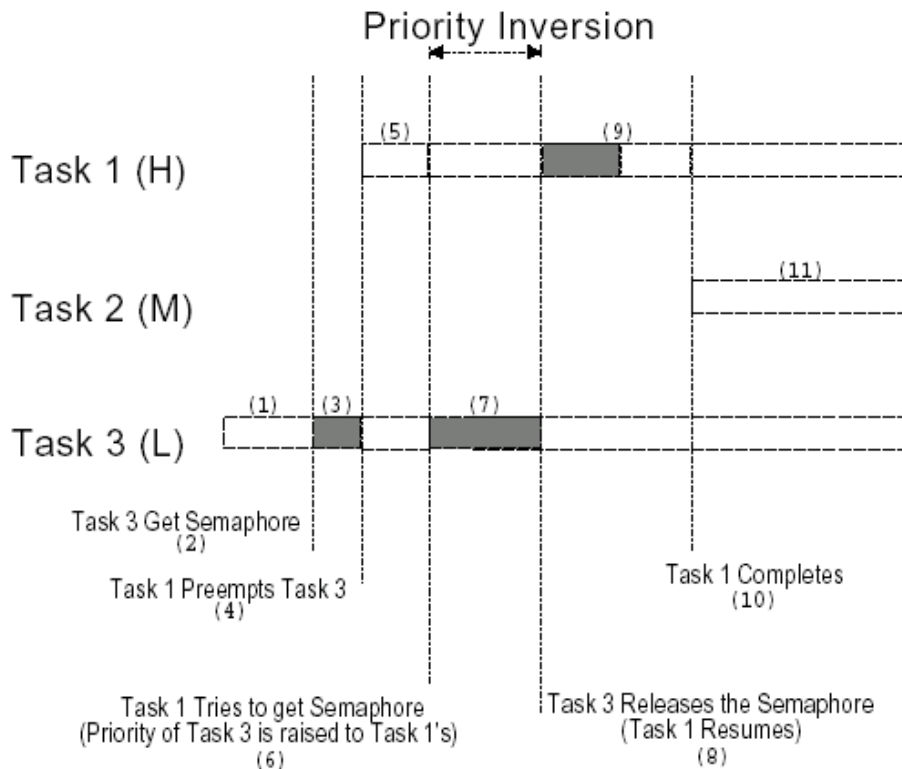 Priority Inversion
(5)
(9)
Task 1 (H)
(11)
Task 2 (M)
(1)
(3)
(7)
Task 3 (L)
Task 3 Get Semaphore
(2)
Task 1 Preempts Task 3
(4)
Task 1 Completes
(10)
Task 1 Tries to get Semaphore
(Priority of Task 3 is raised to Task 1's)
(6)
Task 3 Releases the Semaphore
(Task 1 Resumes)
(8)